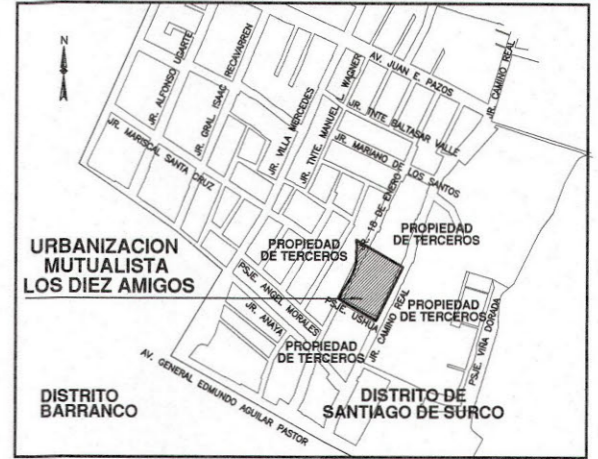 N
AV. JUAN E. PAZOS
JR. CAMINO REAL
JR. ALFONSO UGARTE
JR. GRAL ISAAC
RECAVARREN
JR. VILLA MERCEDES
JR. TNTE. MANUEL L. WAGNER
JR. TNTE BALTASAR VALLE
JR. MARIANO DE LOS SANTOS
JR. MARISCAL SANTA CRUZ
JR. 16 DE ENERO
PROPIEDAD
DE TERCEROS
PROPIEDAD
DE TERCEROS
URBANIZACION
MUTUALISTA
LOS DIEZ AMIGOS
PSJE. ANGEL MORALES
JR. ANAYA
PSJE. USHUA
JR. CAMINO REAL
PROPIEDAD
DE TERCEROS
PSJE. VIÑA DORADA
PROPIEDAD
DE TERCEROS
AV. GENERAL EDMUNDO AGUILAR PASTOR
DISTRITO
BARRANCO
DISTRITO DE
SANTIAGO DE SURCO